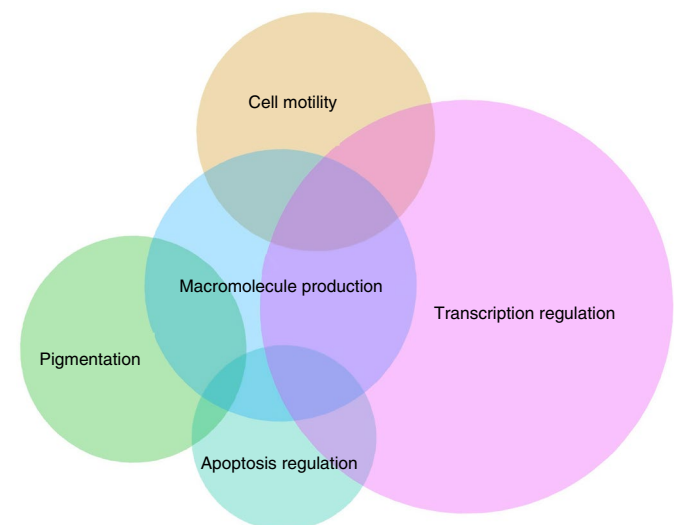 Cell motility
Macromolecule production
Transcription regulation
Pigmentation
Apoptosis regulation